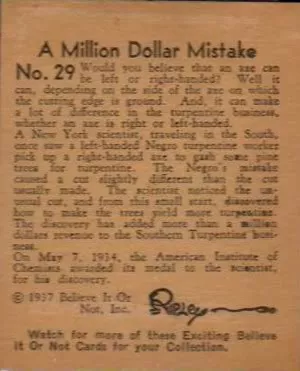 A Million Dollar Mistake
No. 29 Would you believe that an axe can
be left or right-handed? Well it
can, depending on the side of the axe on which
the cutting edge is ground. And, it can make
a lot of difference in the turpentine business,
whether an axe is right or left-handed.
A New York scientist, traveling in the South,
once saw a left-handed Negro turpentine worker
pick up a right-handed axe to gash some pine
trees for turpentine. The Negro's mistake
caused a cut slightly different than the cut
usually made. The scientist noticed the un-
usual cut, and from this small start, discovered
how to make the trees yield more turpentine.
The discovery has added more than a million
dollars revenue to the Southern Turpentine busi-
ness.
On May 7, 1934, the American Institute of
Chemists awarded its medal to the scientist,
for his discovery.
© 1937 Believe It Or
Not, Inc. Ripley
Watch for more of these Exciting Believe
It Or Not Cards for your Collection.